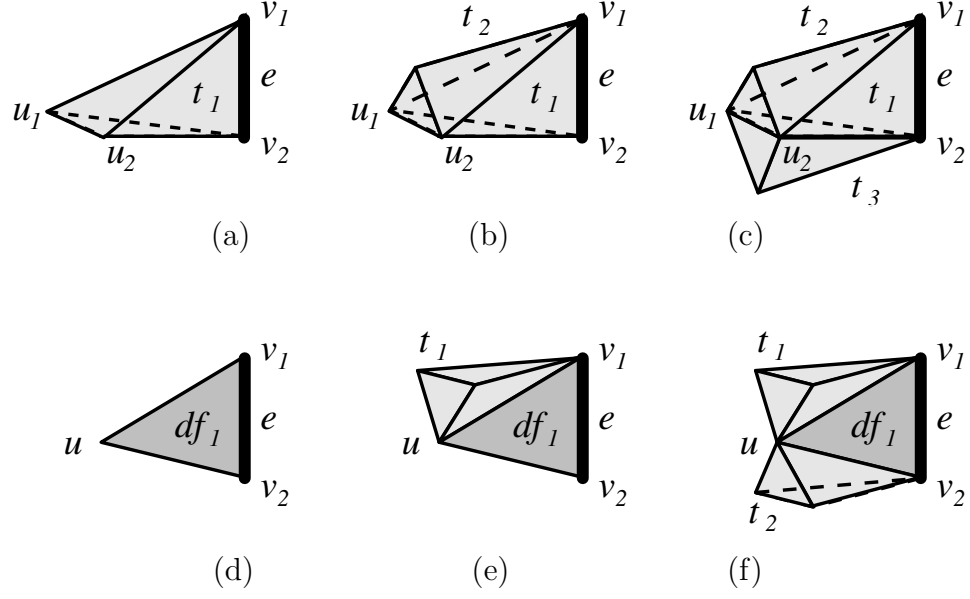 v1 v1 v1
t2 t2
e e e
t1 t1 t1
u1 u1 u1
u2 v2 u2 v2 u2 v2
t3
(a) (b) (c)
v1 t1 v1 t1 v1
e e e
u df1 u df1 u df1
v2 v2 v2
t2
(d) (e) (f)